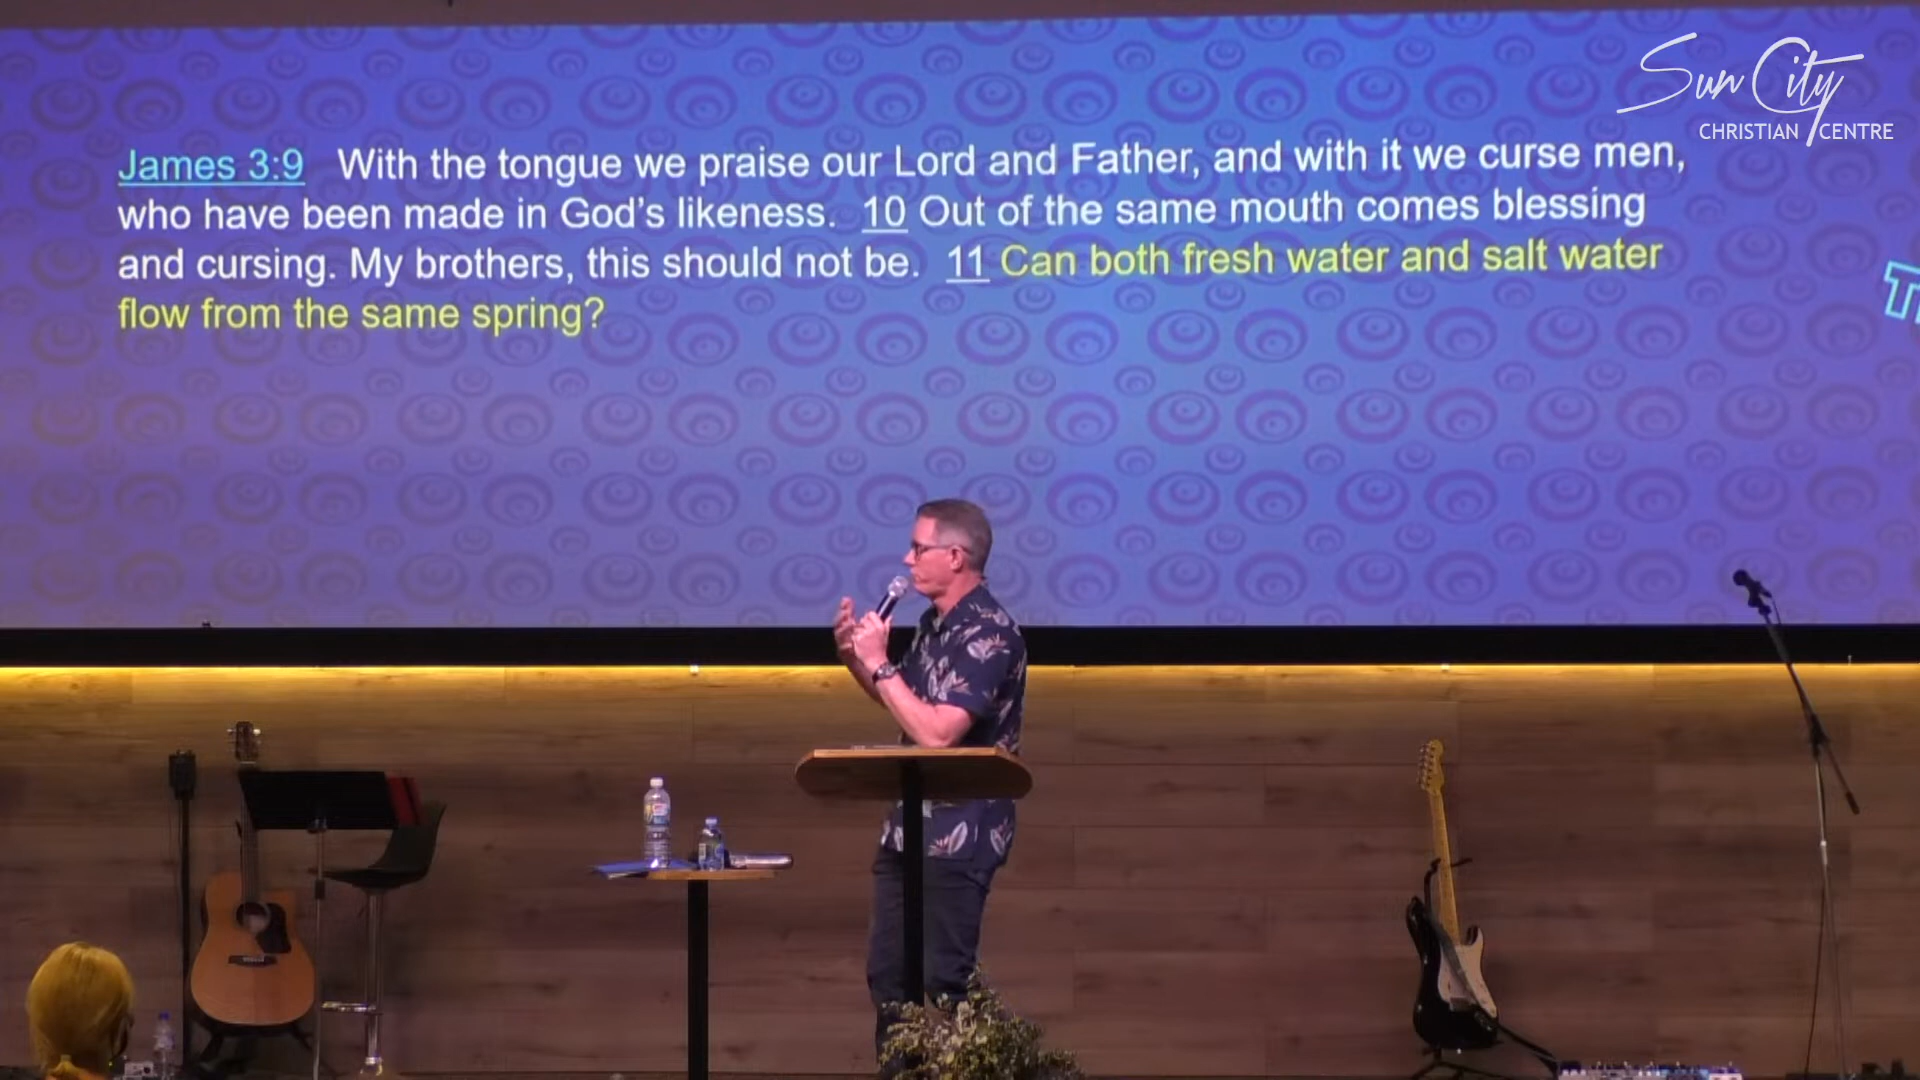 Sun City
CHRISTIAN CENTRE
James 3:9 With the tongue we praise our Lord and Father, and with it we curse men,
who have been made in God's likeness. 10 Out of the same mouth comes blessing
and cursing. My brothers, this should not be. 11 Can both fresh water and salt water
flow from the same spring?